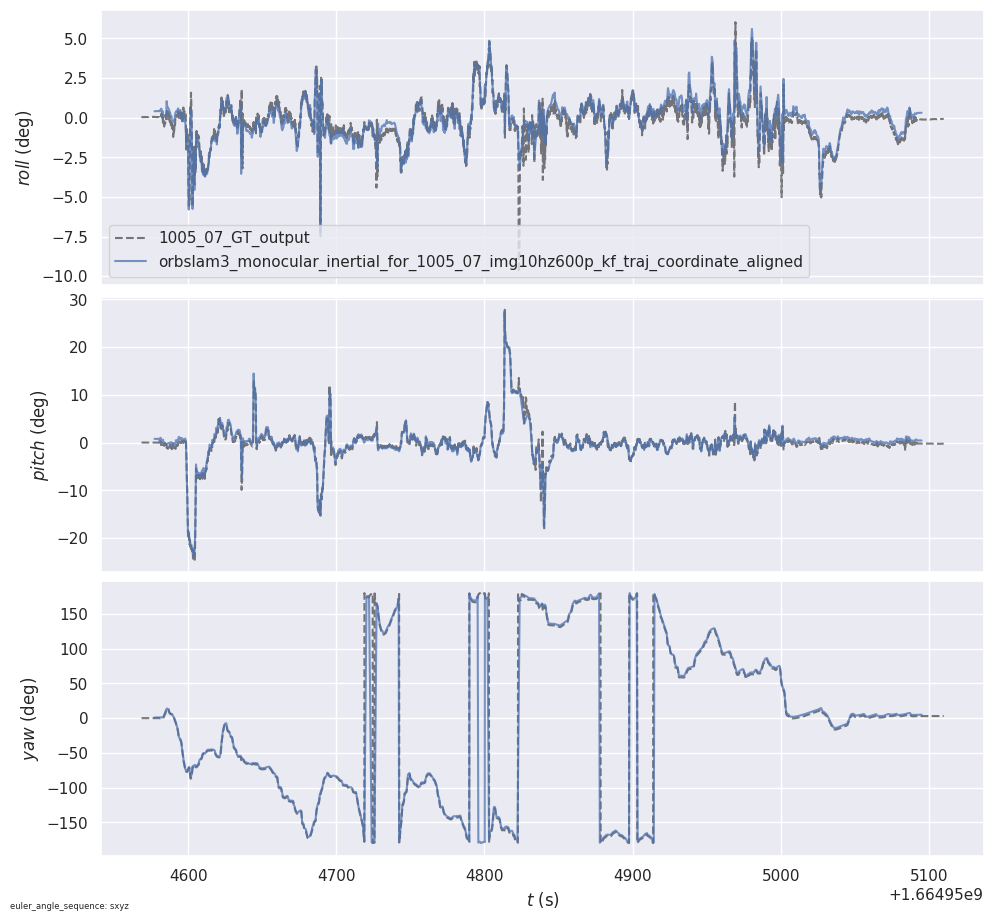 5.0
2.5
0.0
−2.5
−5.0
−7.5
−10.0
roll (deg)
1005_07_GT_output
orbslam3_monocular_inertial_for_1005_07_img10hz600p_kf_traj_coordinate_aligned
30
20
10
0
−10
−20
pitch (deg)
150
100
50
0
−50
−100
−150
yaw (deg)
4600 4700 4800 4900 5000 5100
t (s)
+1.66495e9
euler_angle_sequence: sxyz